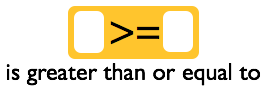 >=
is greater than or equal to